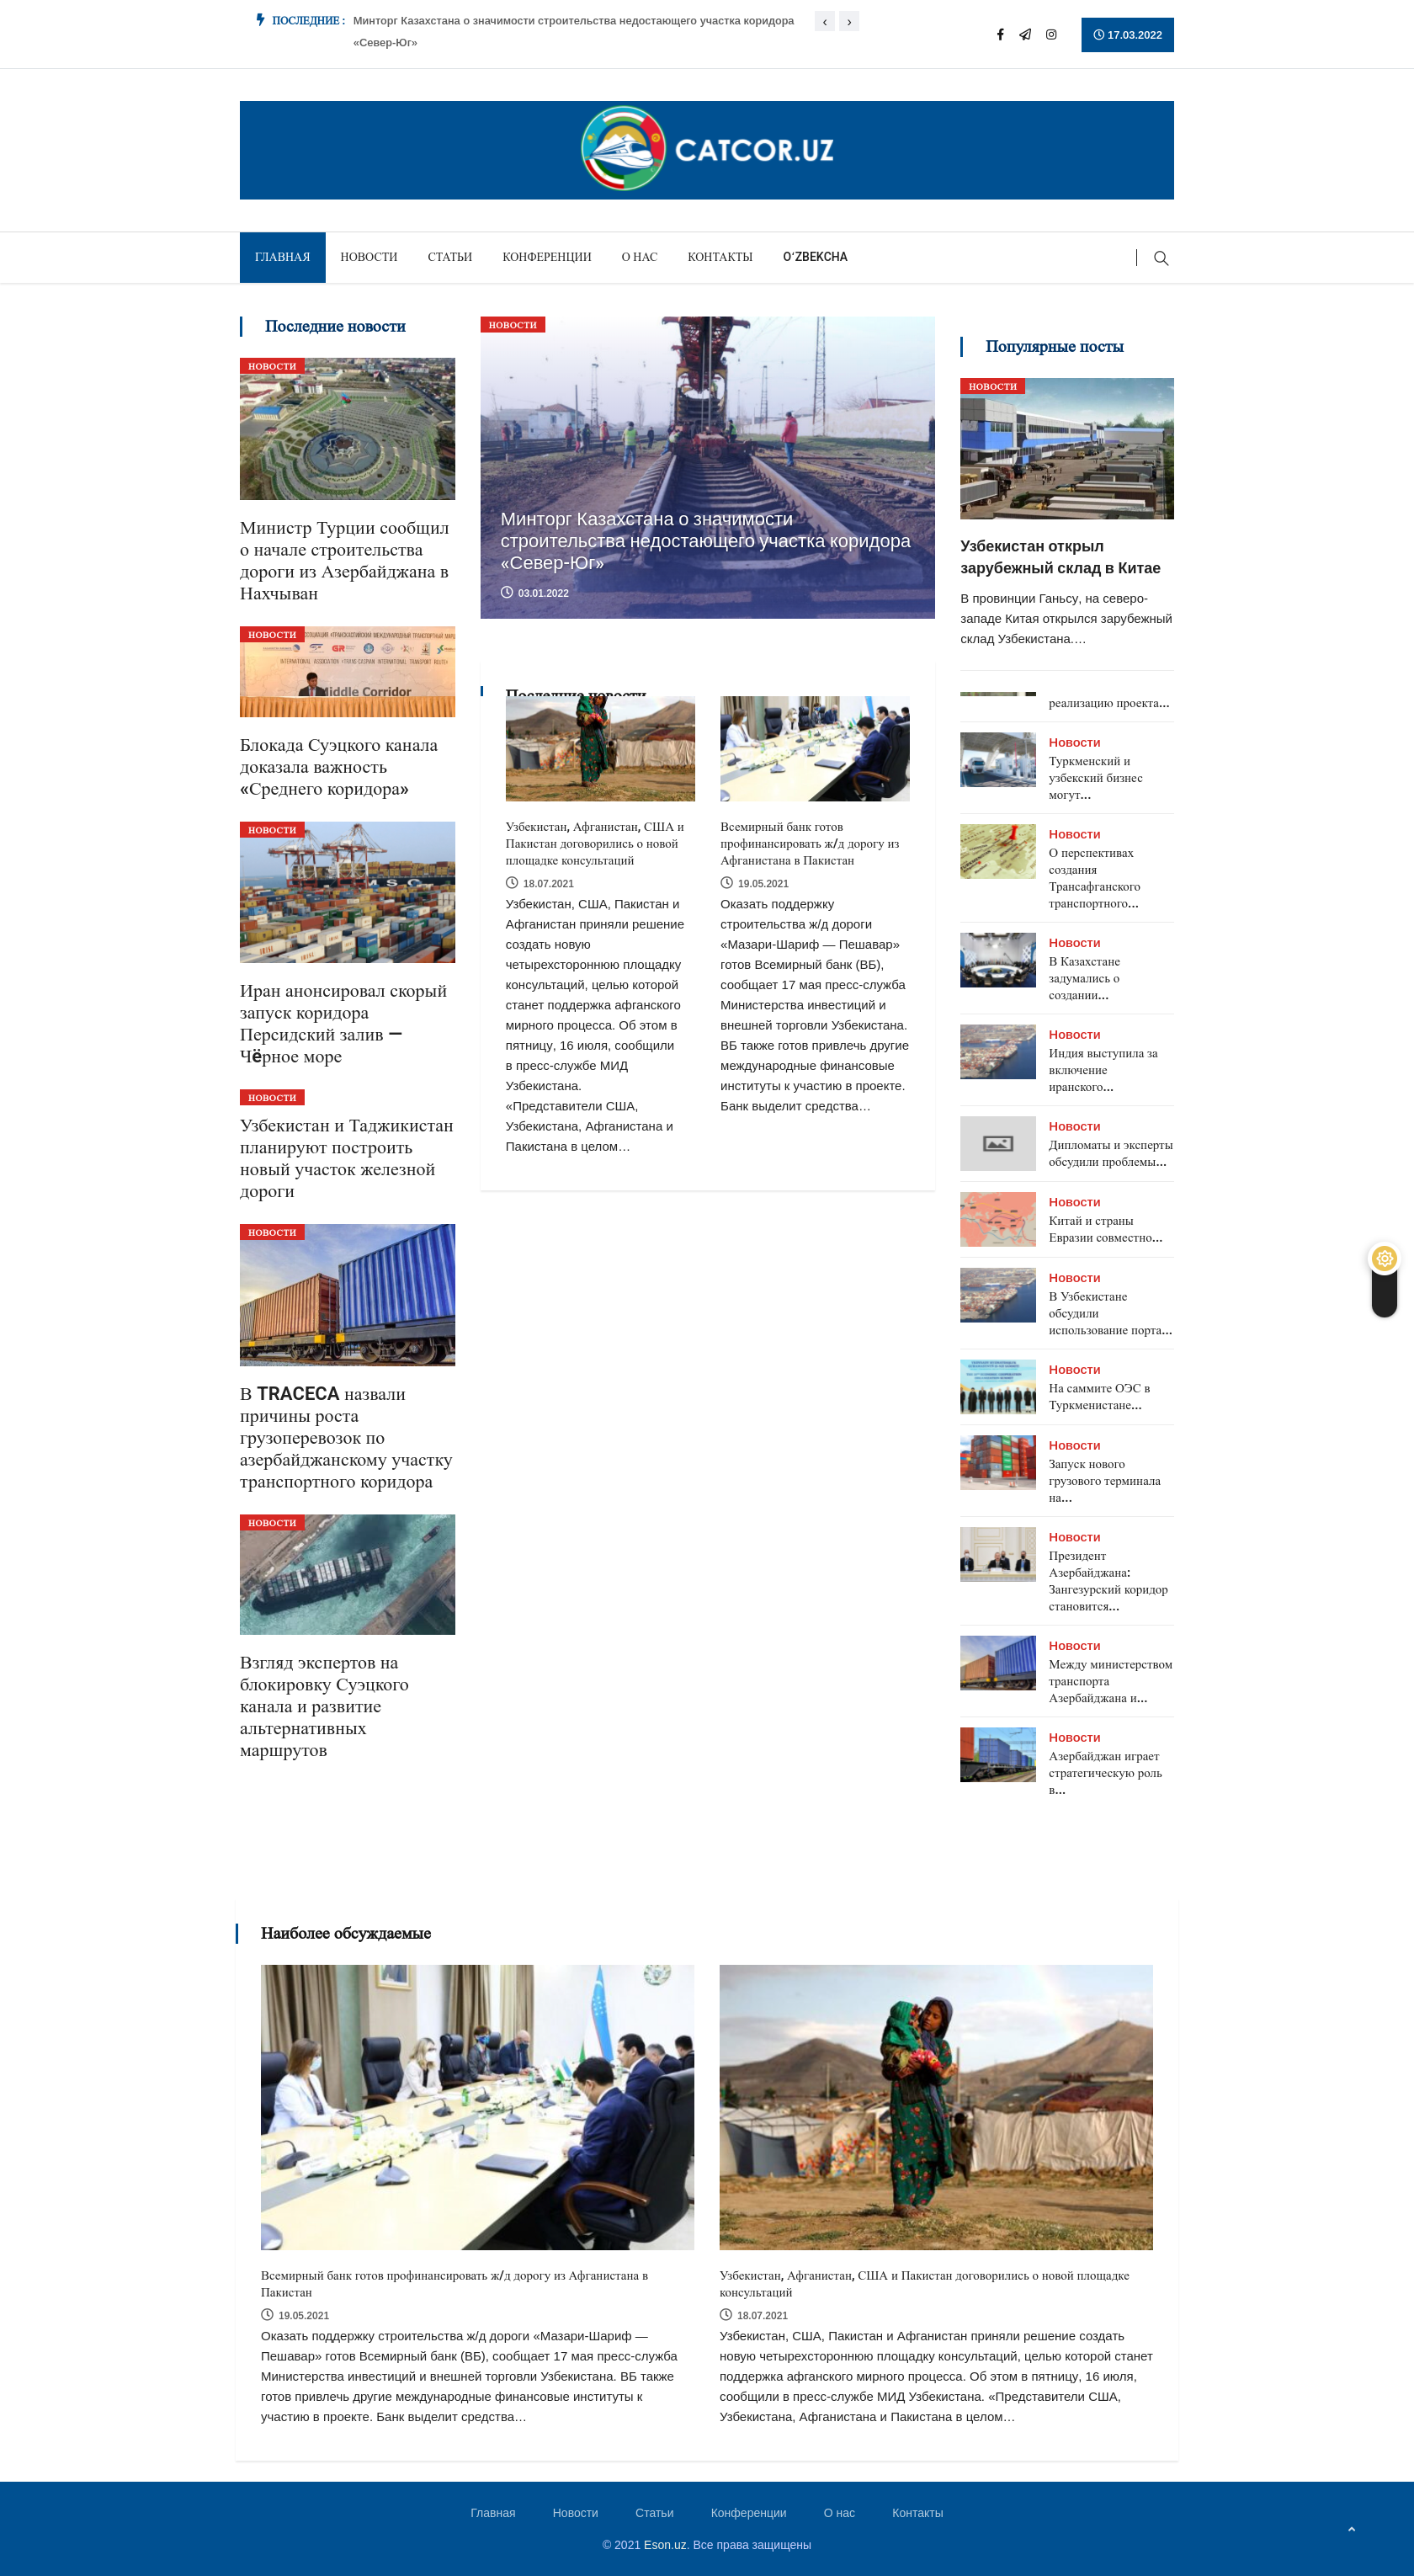 ПОСЛЕДНИЕ :
Минторг Казахстана о значимости строительства недостающего участка коридора
«Север-Юг»
‹ ›
17.03.2022
CATCOR.UZ
ГЛАВНАЯ НОВОСТИ СТАТЬИ КОНФЕРЕНЦИИ О НАС КОНТАКТЫ O‘ZBEKCHA
Последние новости
НОВОСТИ
Министр Турции сообщил
о начале строительства
дороги из Азербайджана в
Нахчыван
НОВОСТИ
INTERNATIONAL ASSOCIATION «TRANS-CASPIAN INTERNATIONAL TRANSPORT ROUTE»
Middle Corridor
Блокада Суэцкого канала
доказала важность
«Среднего коридора»
НОВОСТИ
Иран анонсировал скорый
запуск коридора
Персидский залив —
Чёрное море
НОВОСТИ
Узбекистан и Таджикистан
планируют построить
новый участок железной
дороги
НОВОСТИ
В TRACECA назвали
причины роста
грузоперевозок по
азербайджанскому участку
транспортного коридора
НОВОСТИ
Взгляд экспертов на
блокировку Суэцкого
канала и развитие
альтернативных
маршрутов
НОВОСТИ
Минторг Казахстана о значимости
строительства недостающего участка коридора
«Север-Юг»
03.01.2022
Последние новости
Узбекистан, Афганистан, США и
Пакистан договорились о новой
площадке консультаций
18.07.2021
Узбекистан, США, Пакистан и
Афганистан приняли решение
создать новую
четырехстороннюю площадку
консультаций, целью которой
станет поддержка афганского
мирного процесса. Об этом в
пятницу, 16 июля, сообщили
в пресс-службе МИД
Узбекистана.
«Представители США,
Узбекистана, Афганистана и
Пакистана в целом…
Всемирный банк готов
профинансировать ж/д дорогу из
Афганистана в Пакистан
19.05.2021
Оказать поддержку
строительства ж/д дороги
«Мазари-Шариф — Пешавар»
готов Всемирный банк (ВБ),
сообщает 17 мая пресс-служба
Министерства инвестиций и
внешней торговли Узбекистана.
ВБ также готов привлечь другие
международные финансовые
институты к участию в проекте.
Банк выделит средства…
Популярные посты
НОВОСТИ
Узбекистан открыл
зарубежный склад в Китае
В провинции Ганьсу, на северо-
западе Китая открылся зарубежный
склад Узбекистана.…
реализацию проекта...
Новости
Туркменский и
узбекский бизнес
могут...
Новости
О перспективах
создания
Трансафганского
транспортного...
Новости
В Казахстане
задумались о
создании...
Новости
Индия выступила за
включение
иранского...
Новости
Дипломаты и эксперты
обсудили проблемы...
Новости
Китай и страны
Евразии совместно...
Новости
В Узбекистане
обсудили
использование порта...
Новости
На саммите ОЭС в
Туркменистане...
Новости
Запуск нового
грузового терминала
на...
Новости
Президент
Азербайджана:
Зангезурский коридор
становится...
Новости
Между министерством
транспорта
Азербайджана и...
Новости
Азербайджан играет
стратегическую роль
в...
Наиболее обсуждаемые
Всемирный банк готов профинансировать ж/д дорогу из Афганистана в
Пакистан
19.05.2021
Оказать поддержку строительства ж/д дороги «Мазари-Шариф —
Пешавар» готов Всемирный банк (ВБ), сообщает 17 мая пресс-служба
Министерства инвестиций и внешней торговли Узбекистана. ВБ также
готов привлечь другие международные финансовые институты к
участию в проекте. Банк выделит средства…
Узбекистан, Афганистан, США и Пакистан договорились о новой площадке
консультаций
18.07.2021
Узбекистан, США, Пакистан и Афганистан приняли решение создать
новую четырехстороннюю площадку консультаций, целью которой станет
поддержка афганского мирного процесса. Об этом в пятницу, 16 июля,
сообщили в пресс-службе МИД Узбекистана. «Представители США,
Узбекистана, Афганистана и Пакистана в целом…
Главная Новости Статьи Конференции О нас Контакты
© 2021 Eson.uz. Все права защищены